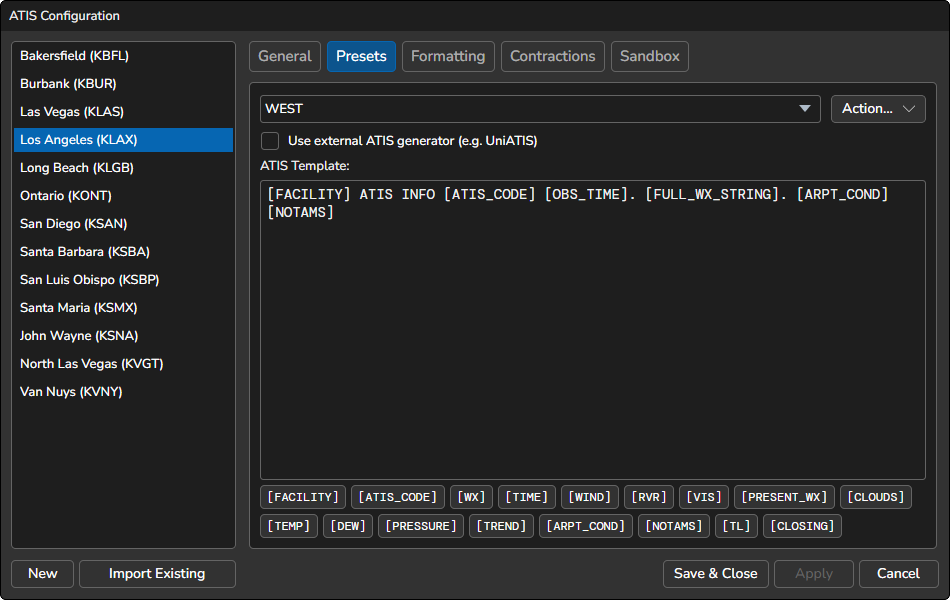 ATIS Configuration
Bakersfield (KBFL)
Burbank (KBUR)
Las Vegas (KLAS)
Los Angeles (KLAX)
Long Beach (KLGB)
Ontario (KONT)
San Diego (KSAN)
Santa Barbara (KSBA)
San Luis Obispo (KSBP)
Santa Maria (KSMX)
John Wayne (KSNA)
North Las Vegas (KVGT)
Van Nuys (KVNY)
General Presets Formatting Contractions Sandbox
WEST Action...
Use external ATIS generator (e.g. UniATIS)
ATIS Template:
[FACILITY] ATIS INFO [ATIS_CODE] [OBS_TIME]. [FULL_WX_STRING]. [ARPT_COND]
[NOTAMS]
[FACILITY] [ATIS_CODE] [WX] [TIME] [WIND] [RVR] [VIS] [PRESENT_WX] [CLOUDS]
[TEMP] [DEW] [PRESSURE] [TREND] [ARPT_COND] [NOTAMS] [TL] [CLOSING]
New Import Existing Save & Close Apply Cancel